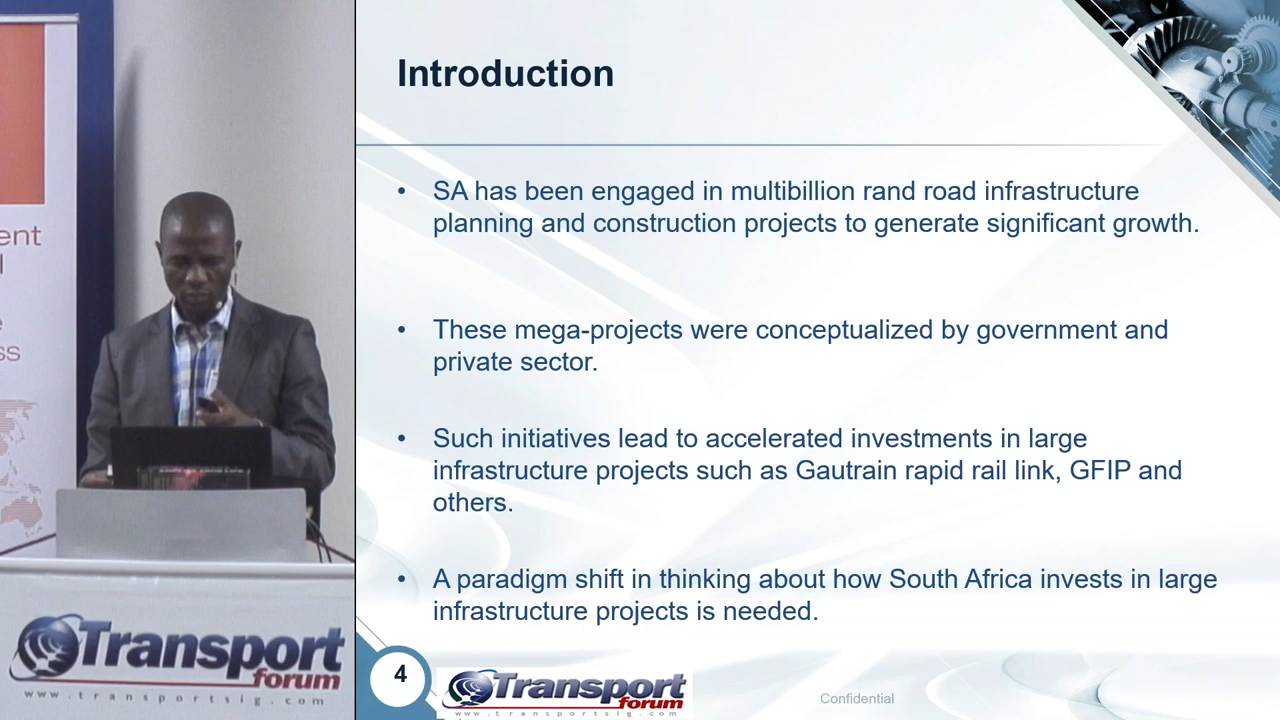 ent
l
e
ss
Transport
forum
www.transportsig.com
Introduction
• SA has been engaged in multibillion rand road infrastructure
planning and construction projects to generate significant growth.
• These mega-projects were conceptualized by government and
private sector.
• Such initiatives lead to accelerated investments in large
infrastructure projects such as Gautrain rapid rail link, GFIP and
others.
• A paradigm shift in thinking about how South Africa invests in large
infrastructure projects is needed.
4
Transport
forum
www.transportsig.com
Confidential